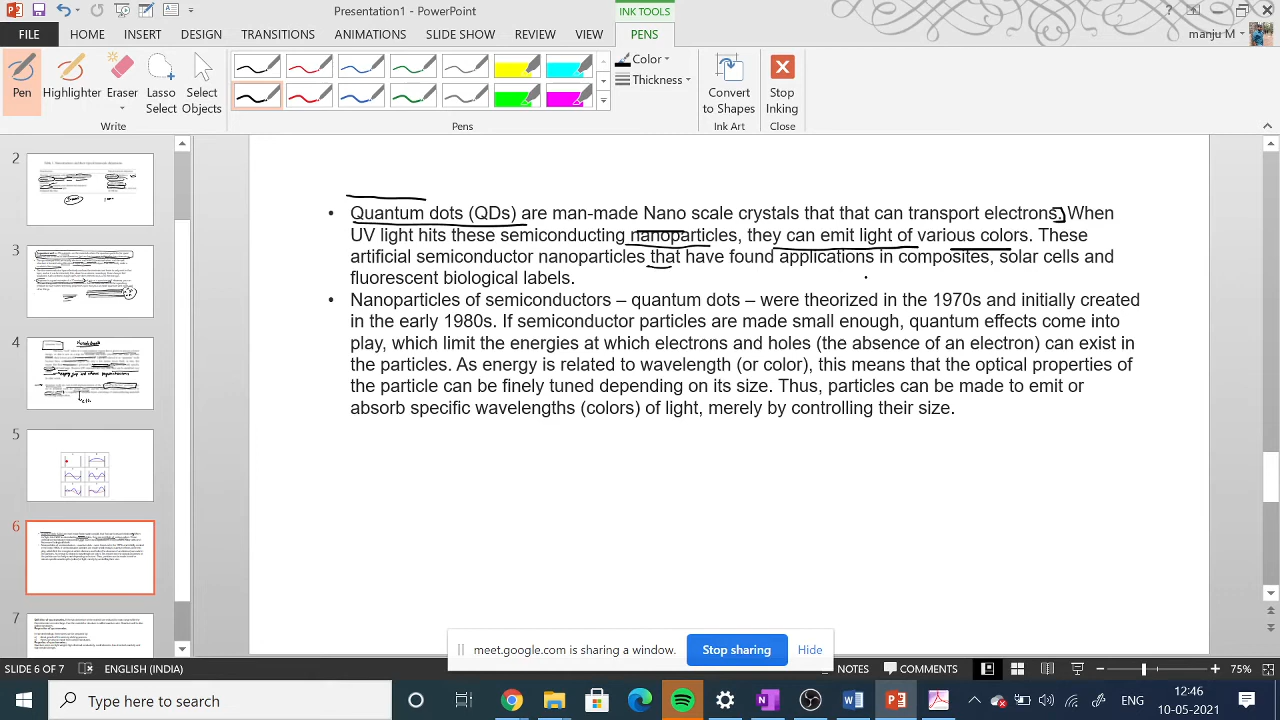 Presentation1 - PowerPoint
INK TOOLS
FILE HOME INSERT DESIGN TRANSITIONS ANIMATIONS SLIDE SHOW REVIEW VIEW PENS
manju M
Pen Highlighter Eraser Lasso Select Select Objects
Color
Thickness
Convert to Shapes
Stop Inking
Write Pens Ink Art Close
2
3
4
5
6
7
• Quantum dots (QDs) are man-made Nano scale crystals that that can transport electrons. When
UV light hits these semiconducting nanoparticles, they can emit light of various colors. These
artificial semiconductor nanoparticles that have found applications in composites, solar cells and
fluorescent biological labels.
• Nanoparticles of semiconductors – quantum dots – were theorized in the 1970s and initially created
in the early 1980s. If semiconductor particles are made small enough, quantum effects come into
play, which limit the energies at which electrons and holes (the absence of an electron) can exist in
the particles. As energy is related to wavelength (or color), this means that the optical properties of
the particle can be finely tuned depending on its size. Thus, particles can be made to emit or
absorb specific wavelengths (colors) of light, merely by controlling their size.
meet.google.com is sharing a window. Stop sharing Hide
SLIDE 6 OF 7 ENGLISH (INDIA) NOTES COMMENTS 75%
Type here to search
ENG
12:46
10-05-2021